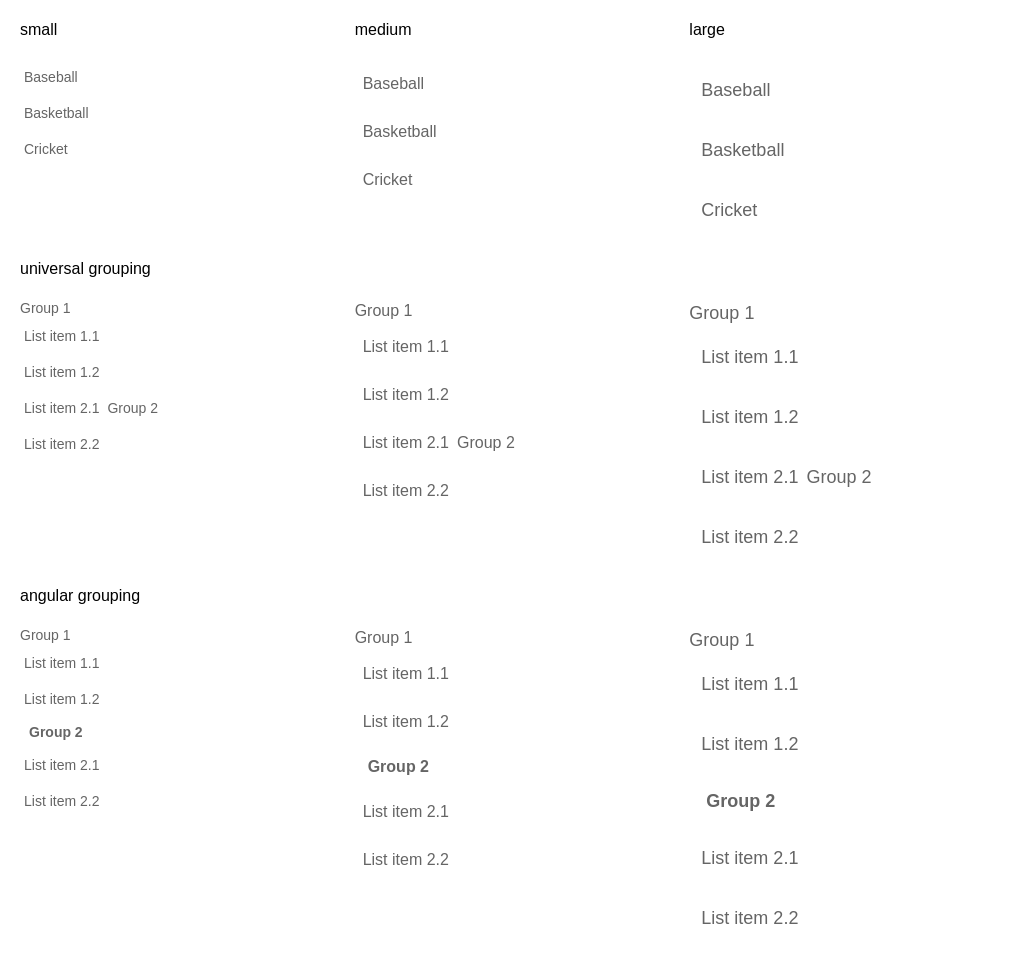 small
medium
large
Baseball
Basketball
Cricket
Baseball
Basketball
Cricket
Baseball
Basketball
Cricket
universal grouping
Group 1
List item 1.1
List item 1.2
List item 2.1 Group 2
List item 2.2
Group 1
List item 1.1
List item 1.2
List item 2.1 Group 2
List item 2.2
Group 1
List item 1.1
List item 1.2
List item 2.1 Group 2
List item 2.2
angular grouping
Group 1
List item 1.1
List item 1.2
Group 2
List item 2.1
List item 2.2
Group 1
List item 1.1
List item 1.2
Group 2
List item 2.1
List item 2.2
Group 1
List item 1.1
List item 1.2
Group 2
List item 2.1
List item 2.2